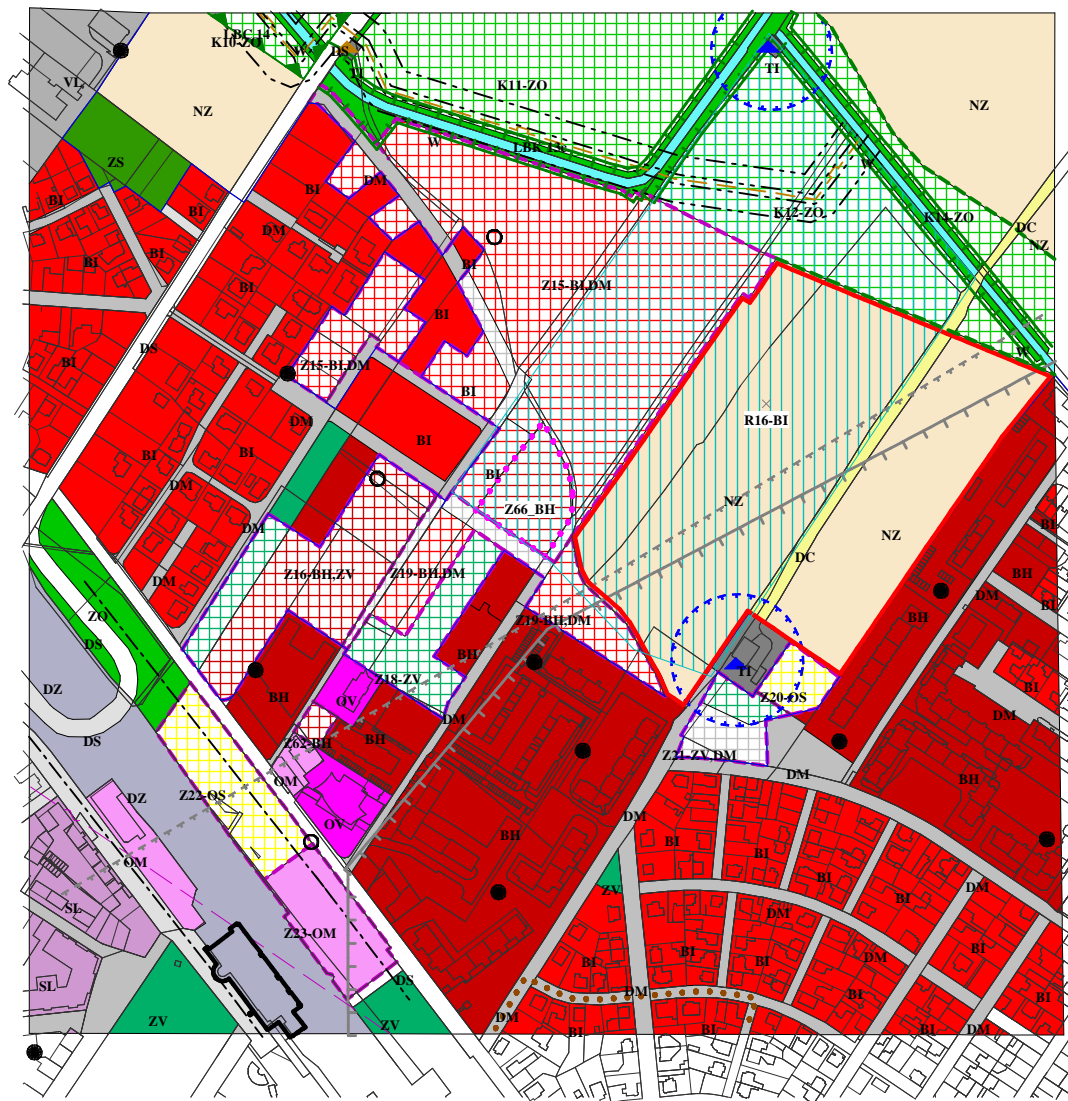 LBC 14
K10-ZO
W
DS
TI
TI
VL
K11-ZO
NZ
NZ
W
LBK 13c
W
ZS
DM
BI
BI
BI
K12-ZO
K14-ZO
DC
NZ
DM
BI
BI
BI
BI
Z15-BI,DM
BI
BI
DS
W
BI
Z15-BI,DM
BI
DM
R16-BI
BI
BI
BI
DM
BI
NZ
Z66_BH
DM
BI
NZ
DC
BH
Z16-BH,ZV
Z19-BH,DM
DM
DM
BI
ZO
Z19-BH,DM
BH
DS
BH
TI
DZ
Z18-ZV
BI
BH
OV
Z20-OS
DM
DM
DS
Z62-BH
BH
Z21-ZV,DM
DM
BH
OM
DZ
Z22-OS
DM
OV
BH
BI
BI
OM
BI
DM
ZV
BI
SL
DM
Z23-OM
BI
BI
DM
BI
BI
DS
DM
BI
SL
BI
BI
ZV
ZV
DM
BI
BI
BI
DM